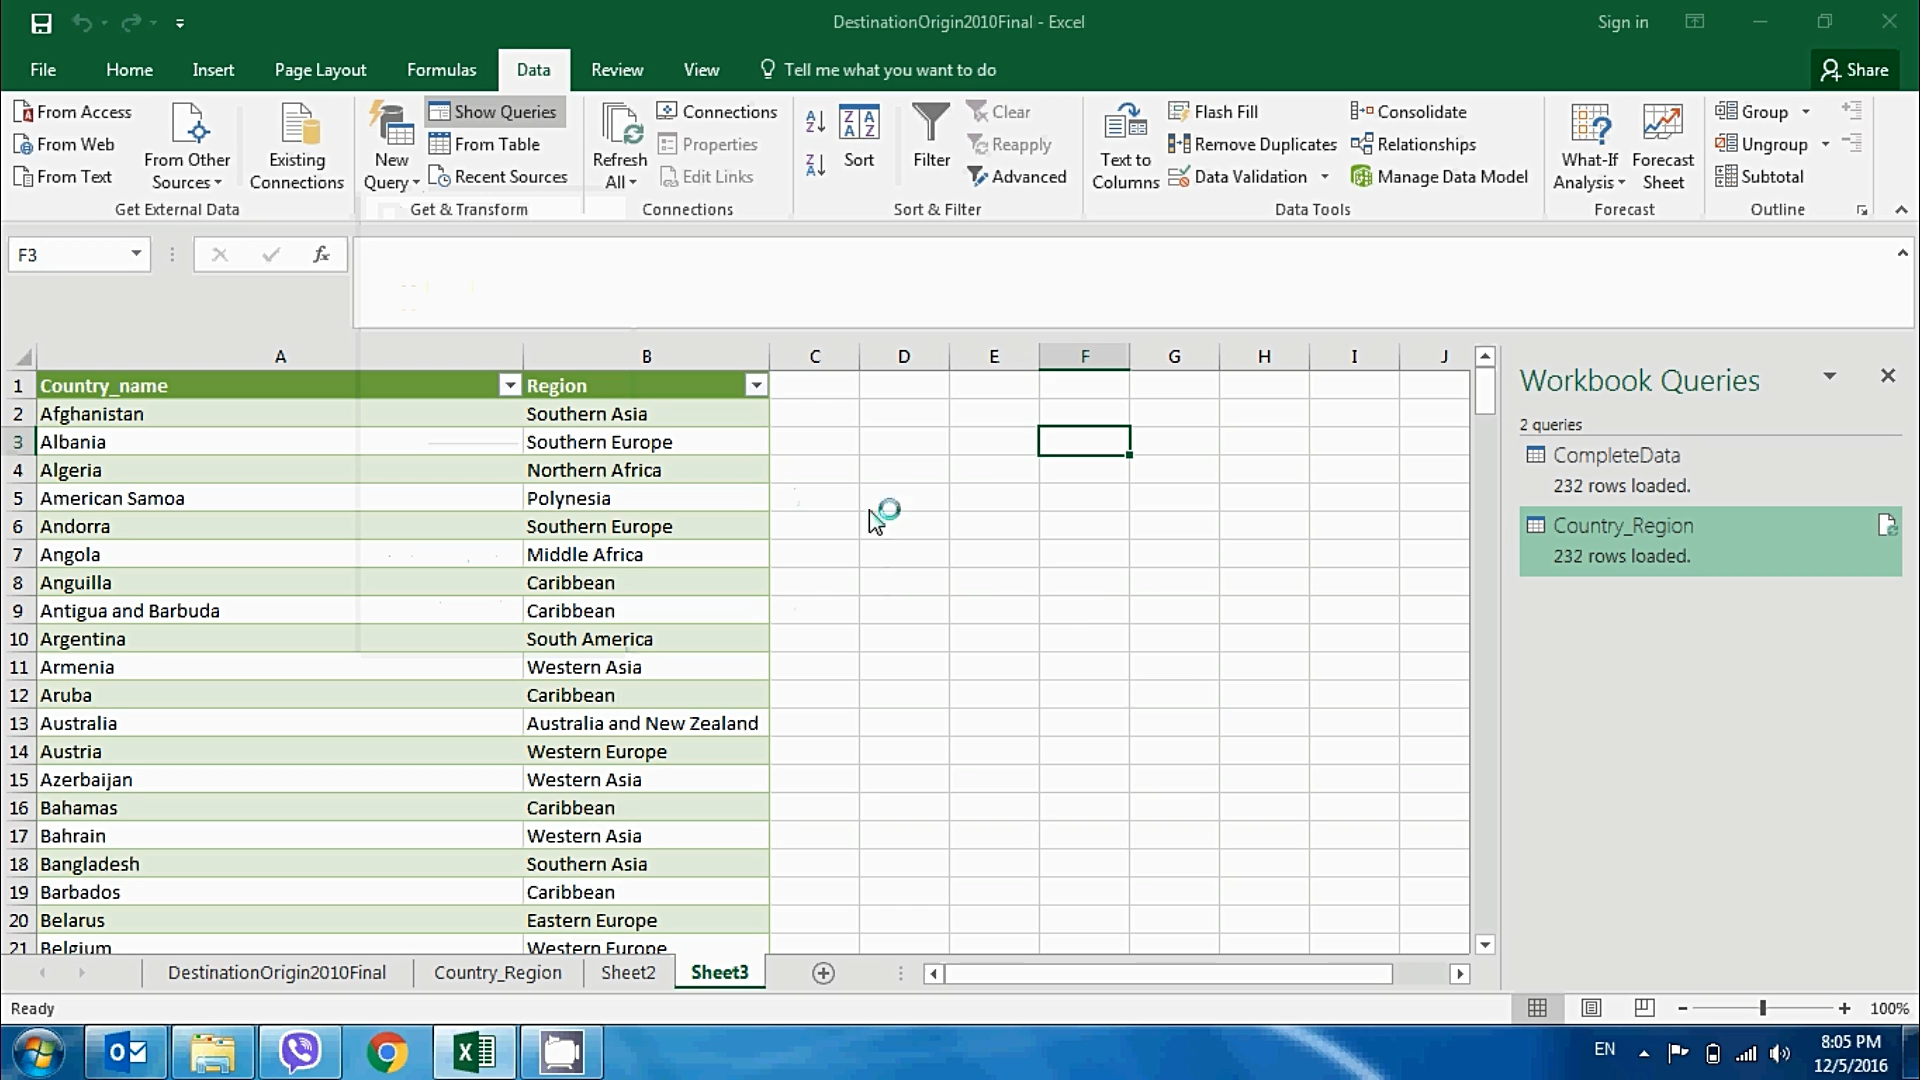 DestinationOrigin2010Final - Excel
Sign in
File Home Insert Page Layout Formulas Data Review View Tell me what you want to do Share
From Access
From Web
From Text
From Other Sources
Existing Connections
Get External Data
New Query
Show Queries
From Table
Recent Sources
Get & Transform
Refresh All
Connections
Properties
Edit Links
Connections
Sort
Filter
Clear
Reapply
Advanced
Sort & Filter
Text to Columns
Flash Fill
Remove Duplicates
Data Validation
Consolidate
Relationships
Manage Data Model
Data Tools
What-If Analysis
Forecast Sheet
Forecast
Group
Ungroup
Subtotal
Outline
F3 fx
A B C D E F G H I J
1 Country_name Region
2 Afghanistan Southern Asia
3 Albania Southern Europe
4 Algeria Northern Africa
5 American Samoa Polynesia
6 Andorra Southern Europe
7 Angola Middle Africa
8 Anguilla Caribbean
9 Antigua and Barbuda Caribbean
10 Argentina South America
11 Armenia Western Asia
12 Aruba Caribbean
13 Australia Australia and New Zealand
14 Austria Western Europe
15 Azerbaijan Western Asia
16 Bahamas Caribbean
17 Bahrain Western Asia
18 Bangladesh Southern Asia
19 Barbados Caribbean
20 Belarus Eastern Europe
21 Belgium Western Europe
Workbook Queries
2 queries
CompleteData
232 rows loaded.
Country_Region
232 rows loaded.
DestinationOrigin2010Final Country_Region Sheet2 Sheet3
Ready 100%
EN 8:05 PM
12/5/2016